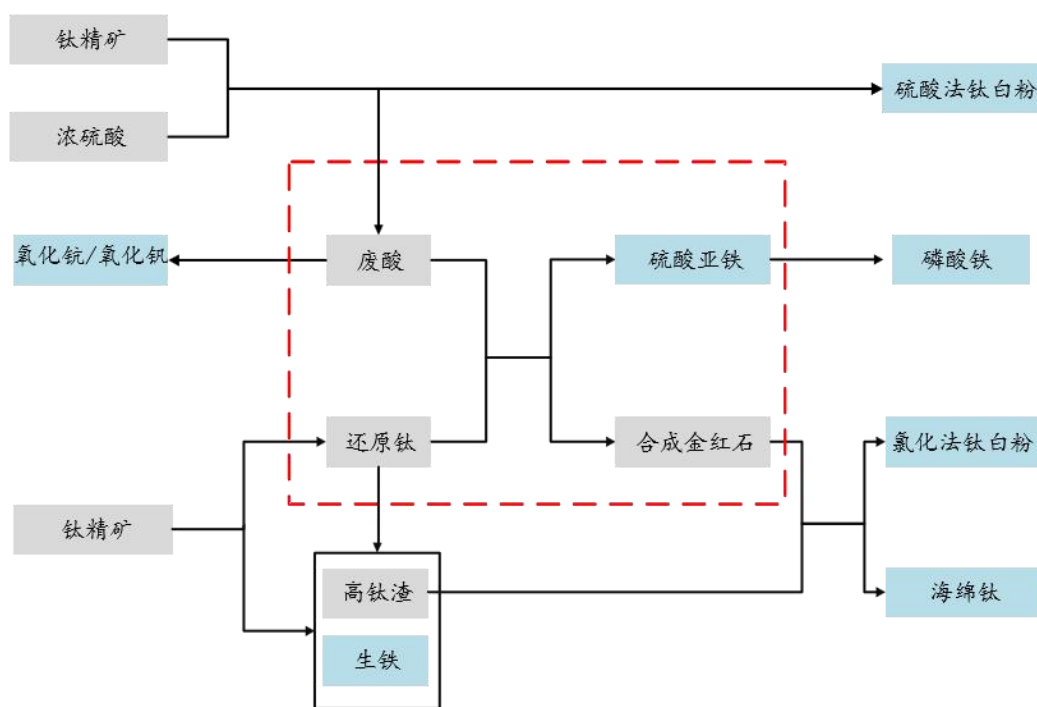 钛精矿
浓硫酸
硫酸法钛白粉
氧化钪/氧化钒
废酸
硫酸亚铁
磷酸铁
还原钛
合成金红石
氯化法钛白粉
钛精矿
高钛渣
海绵钛
生铁